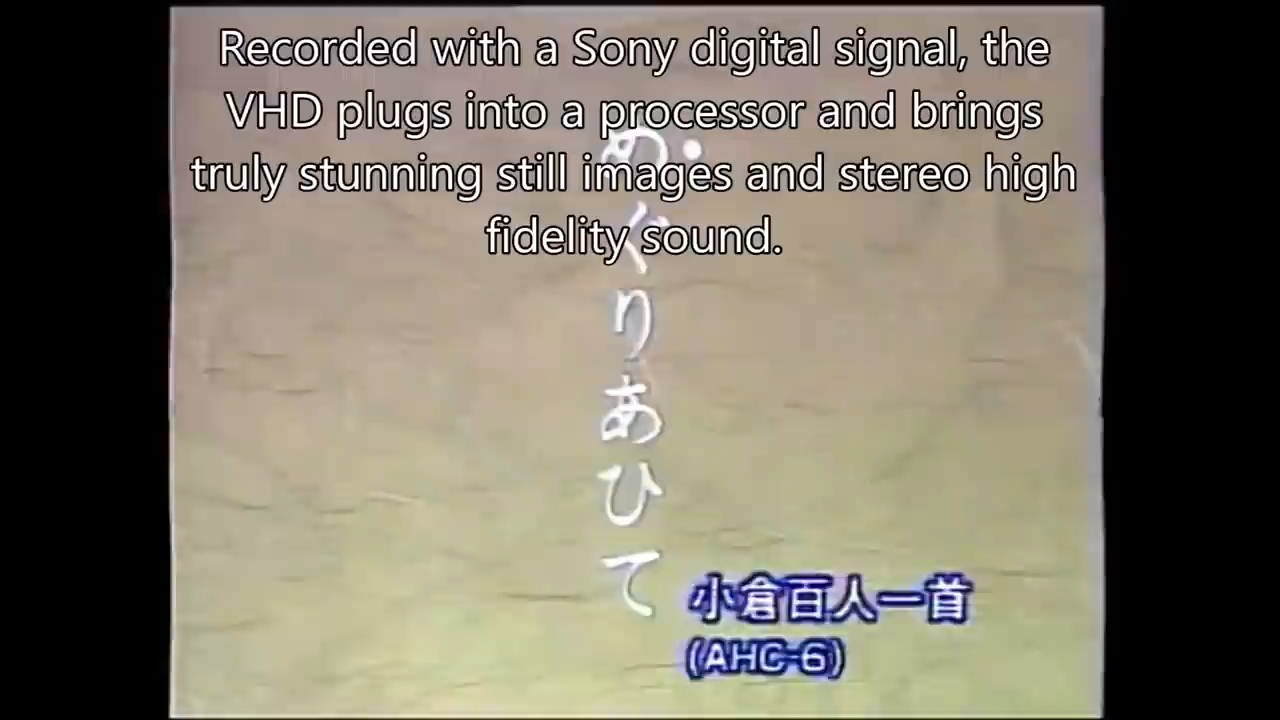 Recorded with a Sony digital signal, the
VHD plugs into a processor and brings
truly stunning still images and stereo high
fidelity sound.
めぐりあひて
小倉百人一首
(AHC-6)